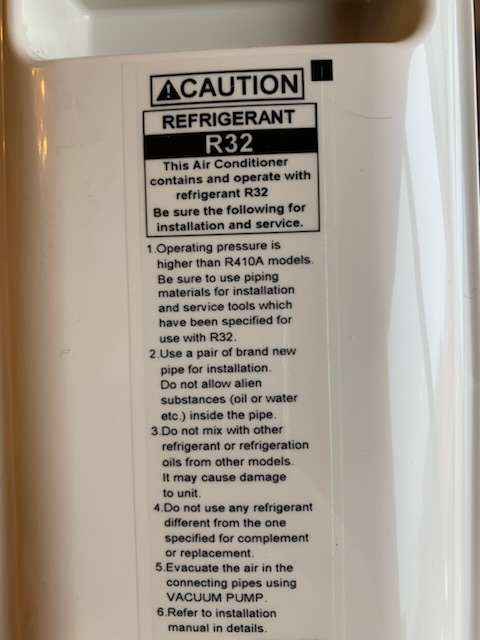 CAUTION
REFRIGERANT
R32
This Air Conditioner
contains and operate with
refrigerant R32
Be sure the following for
installation and service.
1.Operating pressure is
higher than R410A models.
Be sure to use piping
materials for installation
and service tools which
have been specified for
use with R32.
2.Use a pair of brand new
pipe for installation.
Do not allow alien
substances (oil or water
etc.) inside the pipe.
3.Do not mix with other
refrigerant or refrigeration
oils from other models.
It may cause damage
to unit.
4.Do not use any refrigerant
different from the one
specified for complement
or replacement.
5.Evacuate the air in the
connecting pipes using
VACUUM PUMP.
6.Refer to installation
manual in details.